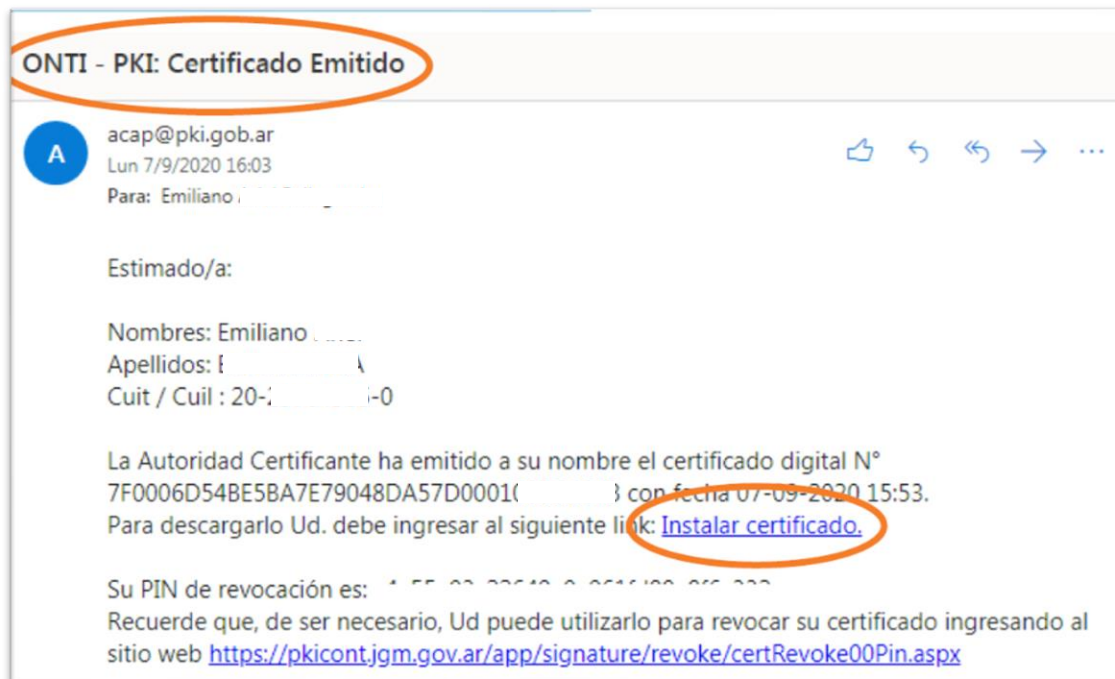 ONTI - PKI: Certificado Emitido
A
acap@pki.gob.ar
Lun 7/9/2020 16:03
Para: Emiliano
Estimado/a:
Nombres: Emiliano
Apellidos:
Cuit / Cuil : 20- -0
La Autoridad Certificante ha emitido a su nombre el certificado digital N°
7F0006D54BE5BA7E79048DA57D0001 con fecha 07-09-2020 15:53.
Para descargarlo Ud. debe ingresar al siguiente link: Instalar certificado.
Su PIN de revocación es:
Recuerde que, de ser necesario, Ud puede utilizarlo para revocar su certificado ingresando al
sitio web https://pkicont.jgm.gov.ar/app/signature/revoke/certRevoke00Pin.aspx